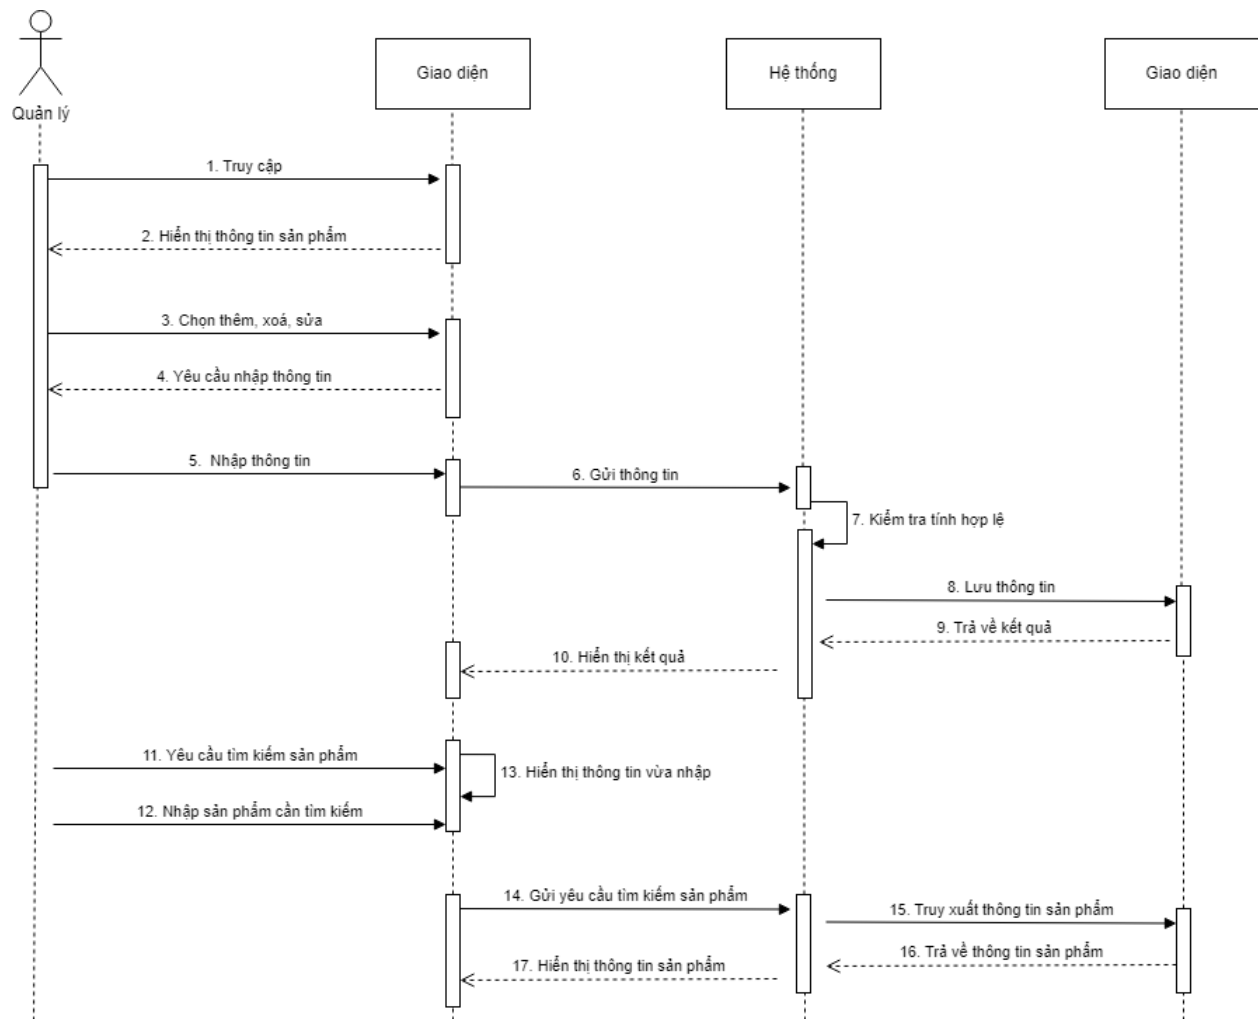 Quản lý
Giao diện
Hệ thống
Giao diện
1. Truy cập
2. Hiển thị thông tin sản phẩm
3. Chọn thêm, xoá, sửa
4. Yêu cầu nhập thông tin
5. Nhập thông tin
6. Gửi thông tin
7. Kiểm tra tính hợp lệ
8. Lưu thông tin
9. Trả về kết quả
10. Hiển thị kết quả
11. Yêu cầu tìm kiếm sản phẩm
13. Hiển thị thông tin vừa nhập
12. Nhập sản phẩm cần tìm kiếm
14. Gửi yêu cầu tìm kiếm sản phẩm
15. Truy xuất thông tin sản phẩm
16. Trả về thông tin sản phẩm
17. Hiển thị thông tin sản phẩm